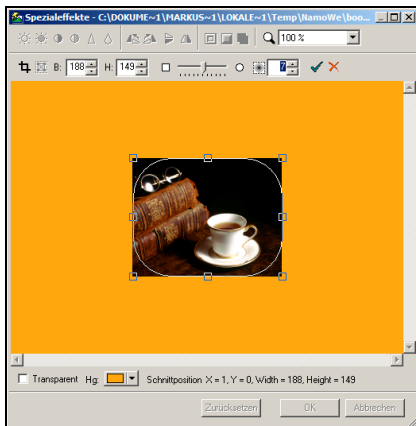 Spezialeffekte - C:\DOKUME~1\MARKUS~1\LOKALE~1\Temp\NamoWe\boo...
100 %
B: 188 H: 149 7
Transparent Hg: Schnittposition X = 1, Y = 0, Width = 188, Height = 149
Zurücksetzen OK Abbrechen